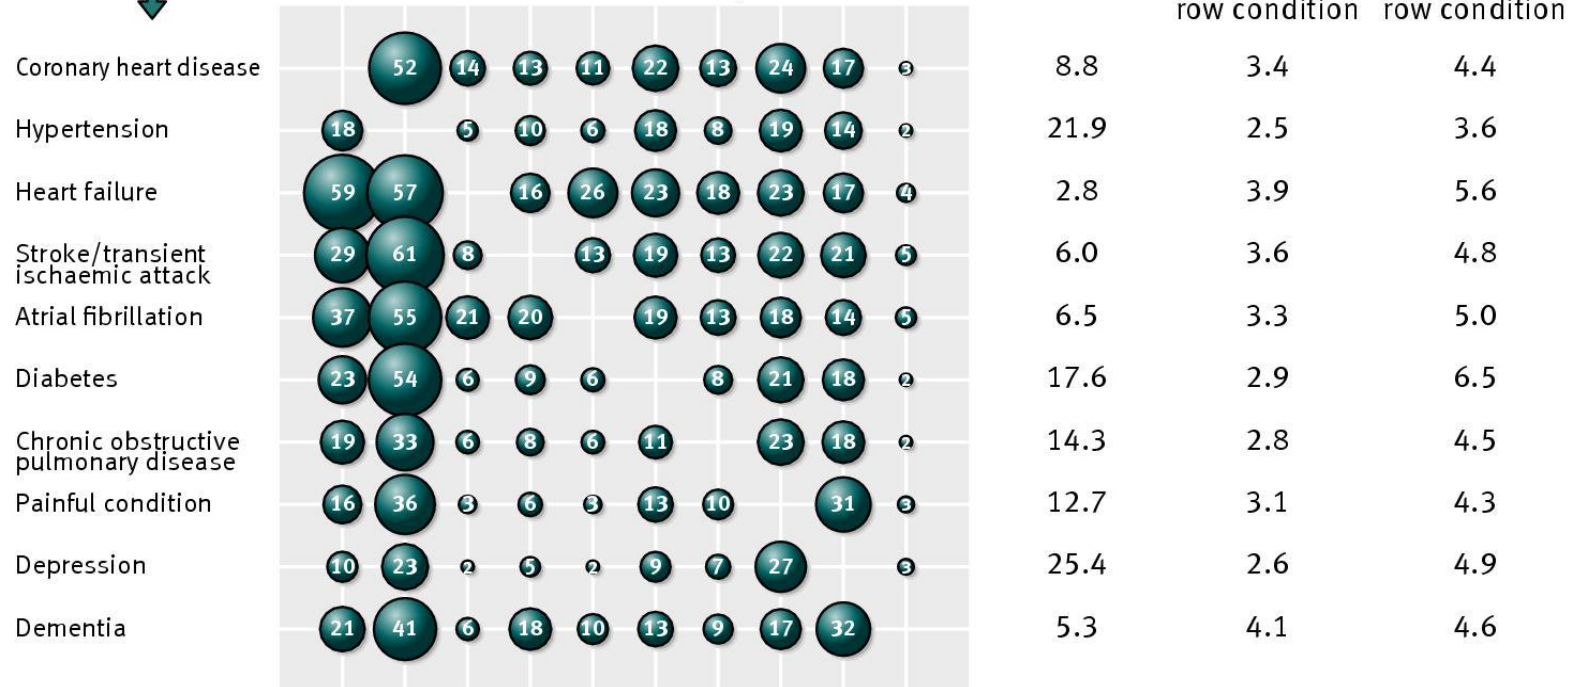 row condition row condition
Coronary heart disease 52 14 13 11 22 13 24 17 3 8.8 3.4 4.4
Hypertension 18 5 10 6 18 8 19 14 2 21.9 2.5 3.6
Heart failure 59 57 16 26 23 18 23 17 4 2.8 3.9 5.6
Stroke/transient
ischaemic attack 29 61 8 13 19 13 22 21 5 6.0 3.6 4.8
Atrial fibrillation 37 55 21 20 19 13 18 14 5 6.5 3.3 5.0
Diabetes 23 54 6 9 6 8 21 18 2 17.6 2.9 6.5
Chronic obstructive
pulmonary disease 19 33 6 8 6 11 23 18 2 14.3 2.8 4.5
Painful condition 16 36 3 6 3 13 10 31 3 12.7 3.1 4.3
Depression 10 23 2 5 2 9 7 27 3 25.4 2.6 4.9
Dementia 21 41 6 18 10 13 9 17 32 5.3 4.1 4.6